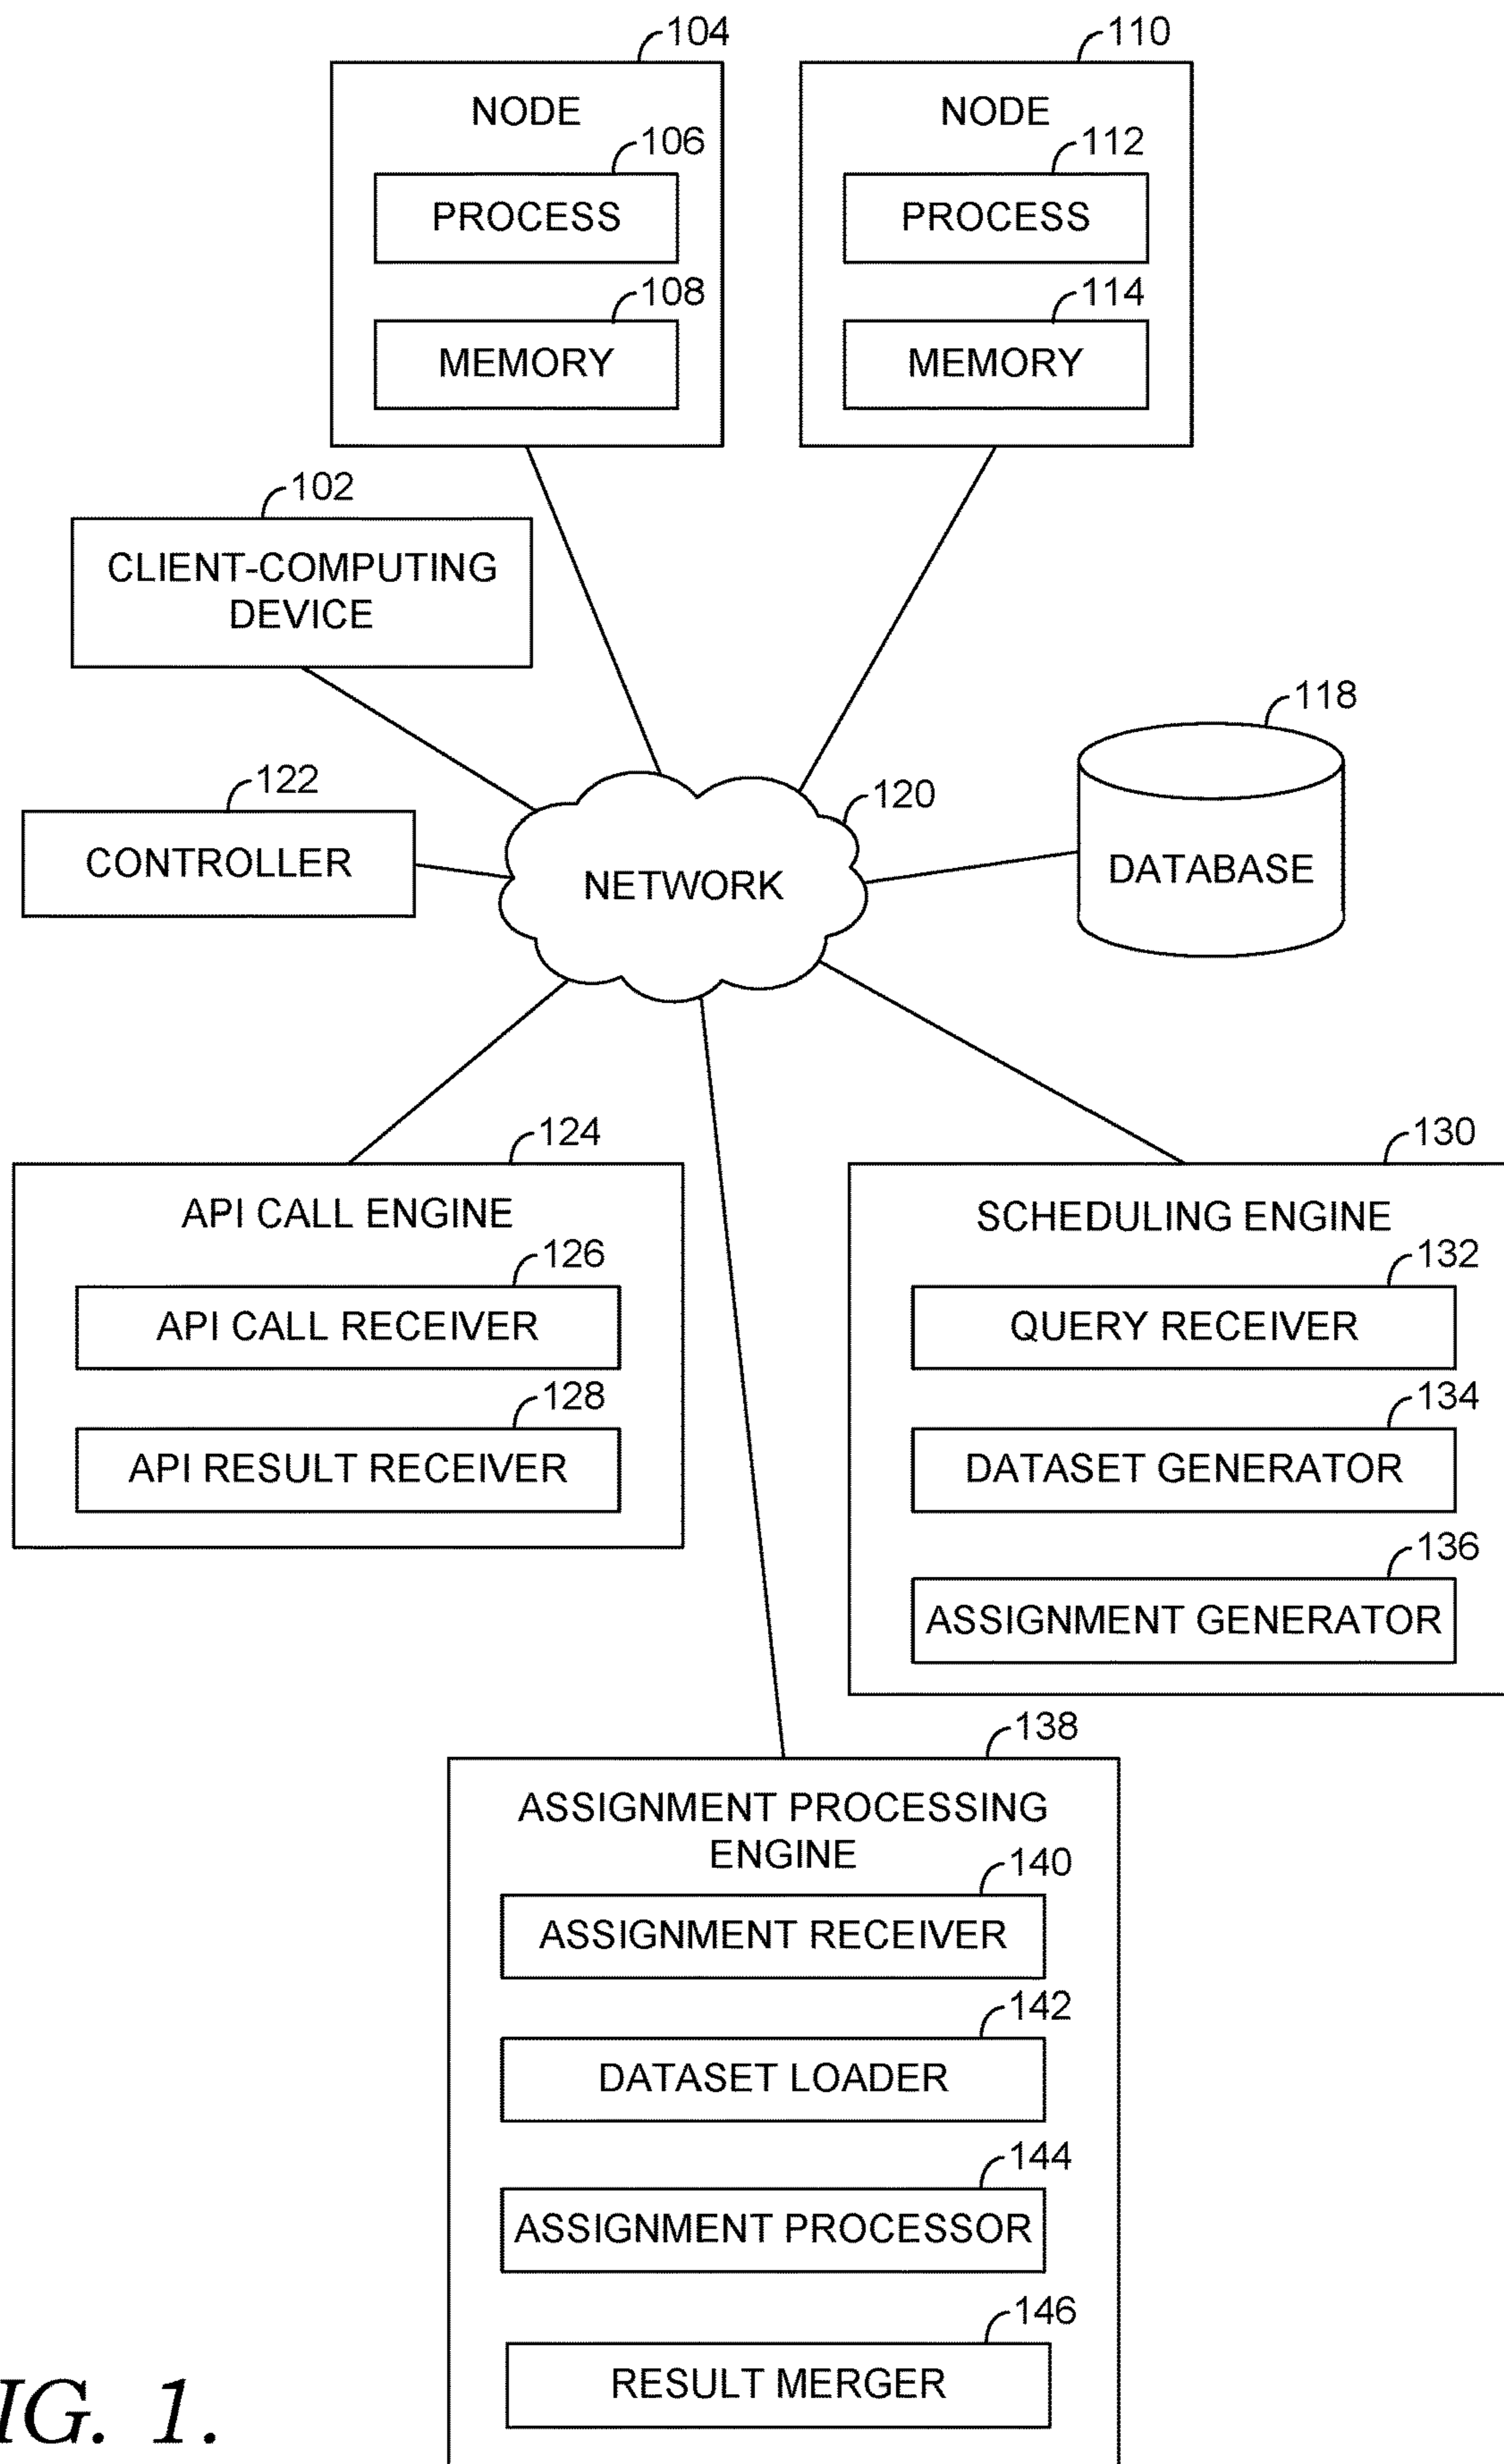 104
110
NODE
NODE
106
112
PROCESS
PROCESS
108
114
MEMORY
MEMORY
102
CLIENT-COMPUTING
DEVICE
118
122
120
CONTROLLER
NETWORK
DATABASE
124
130
API CALL ENGINE
SCHEDULING ENGINE
126
132
API CALL RECEIVER
QUERY RECEIVER
128
134
API RESULT RECEIVER
DATASET GENERATOR
136
ASSIGNMENT GENERATOR
138
ASSIGNMENT PROCESSING
ENGINE
140
ASSIGNMENT RECEIVER
142
DATASET LOADER
144
ASSIGNMENT PROCESSOR
146
RESULT MERGER
IG. 1.